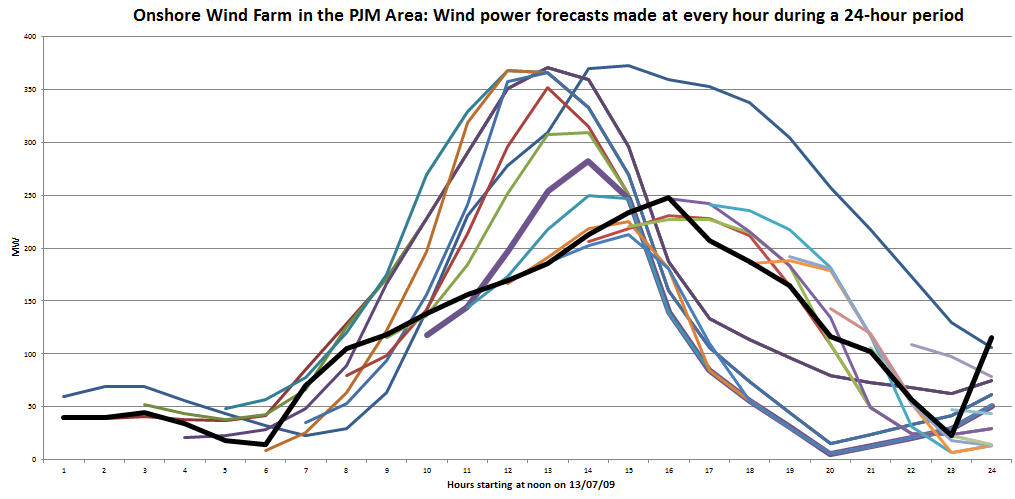 Onshore Wind Farm in the PJM Area: Wind power forecasts made at every hour during a 24-hour period
400
350
300
250
200
150
100
50
0
MW
1 2 3 4 5 6 7 8 9 10 11 12 13 14 15 16 17 18 19 20 21 22 23 24
Hours starting at noon on 13/07/09